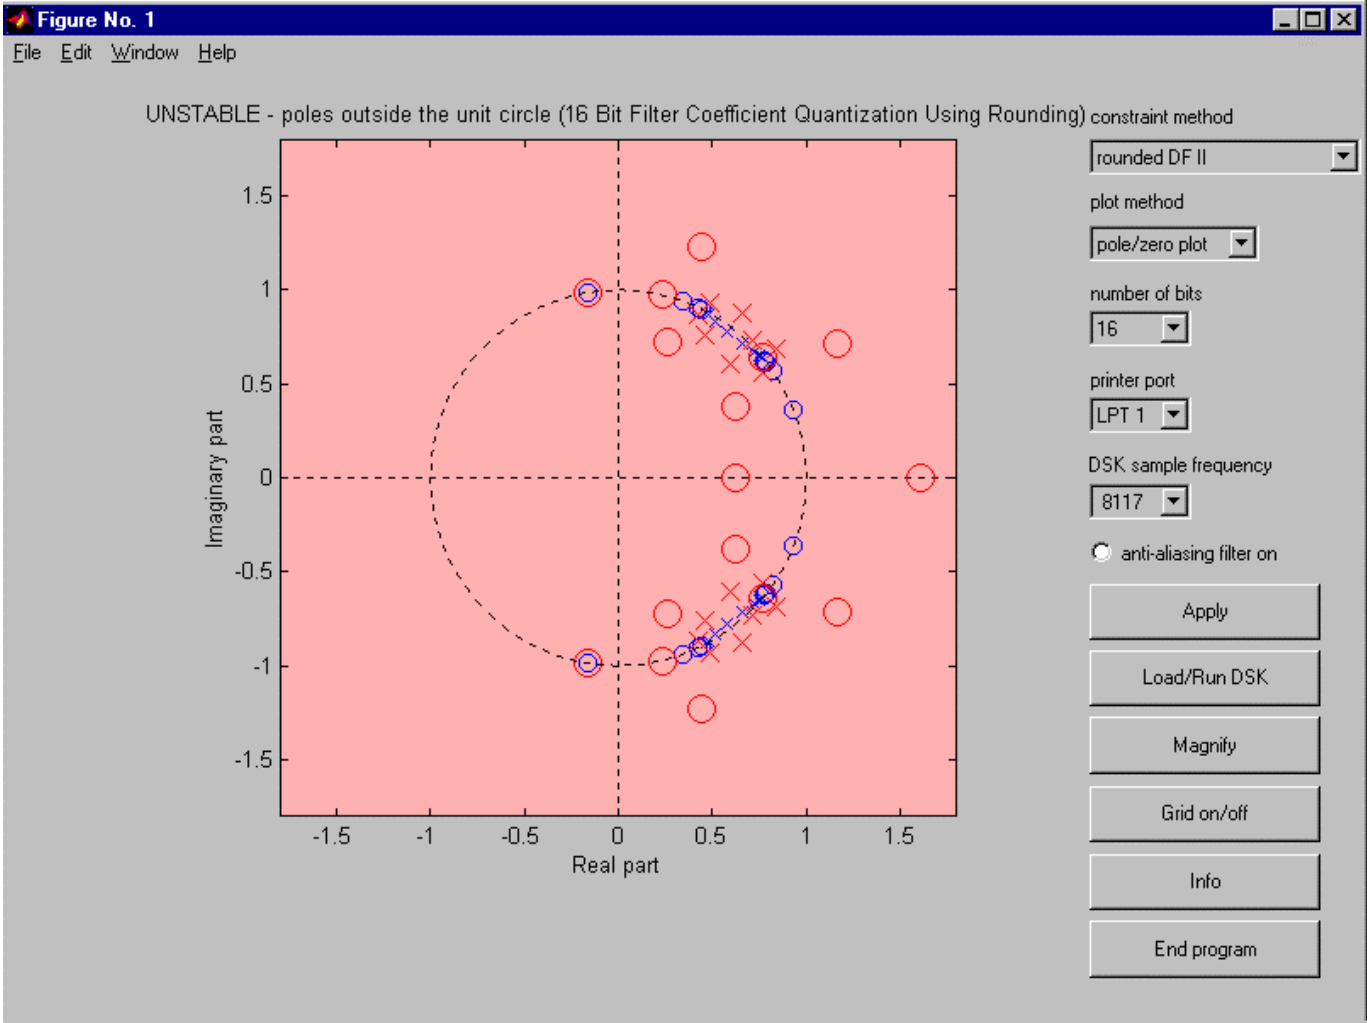 Figure No. 1
File Edit Window Help
UNSTABLE - poles outside the unit circle (16 Bit Filter Coefficient Quantization Using Rounding)
constraint method
rounded DF II
plot method
pole/zero plot
number of bits
16
printer port
LPT 1
DSK sample frequency
8117
anti-aliasing filter on
Apply
Load/Run DSK
Magnify
Grid on/off
Info
End program
Imaginary part
1.5
1
0.5
0
-0.5
-1
-1.5
-1.5 -1 -0.5 0 0.5 1 1.5
Real part